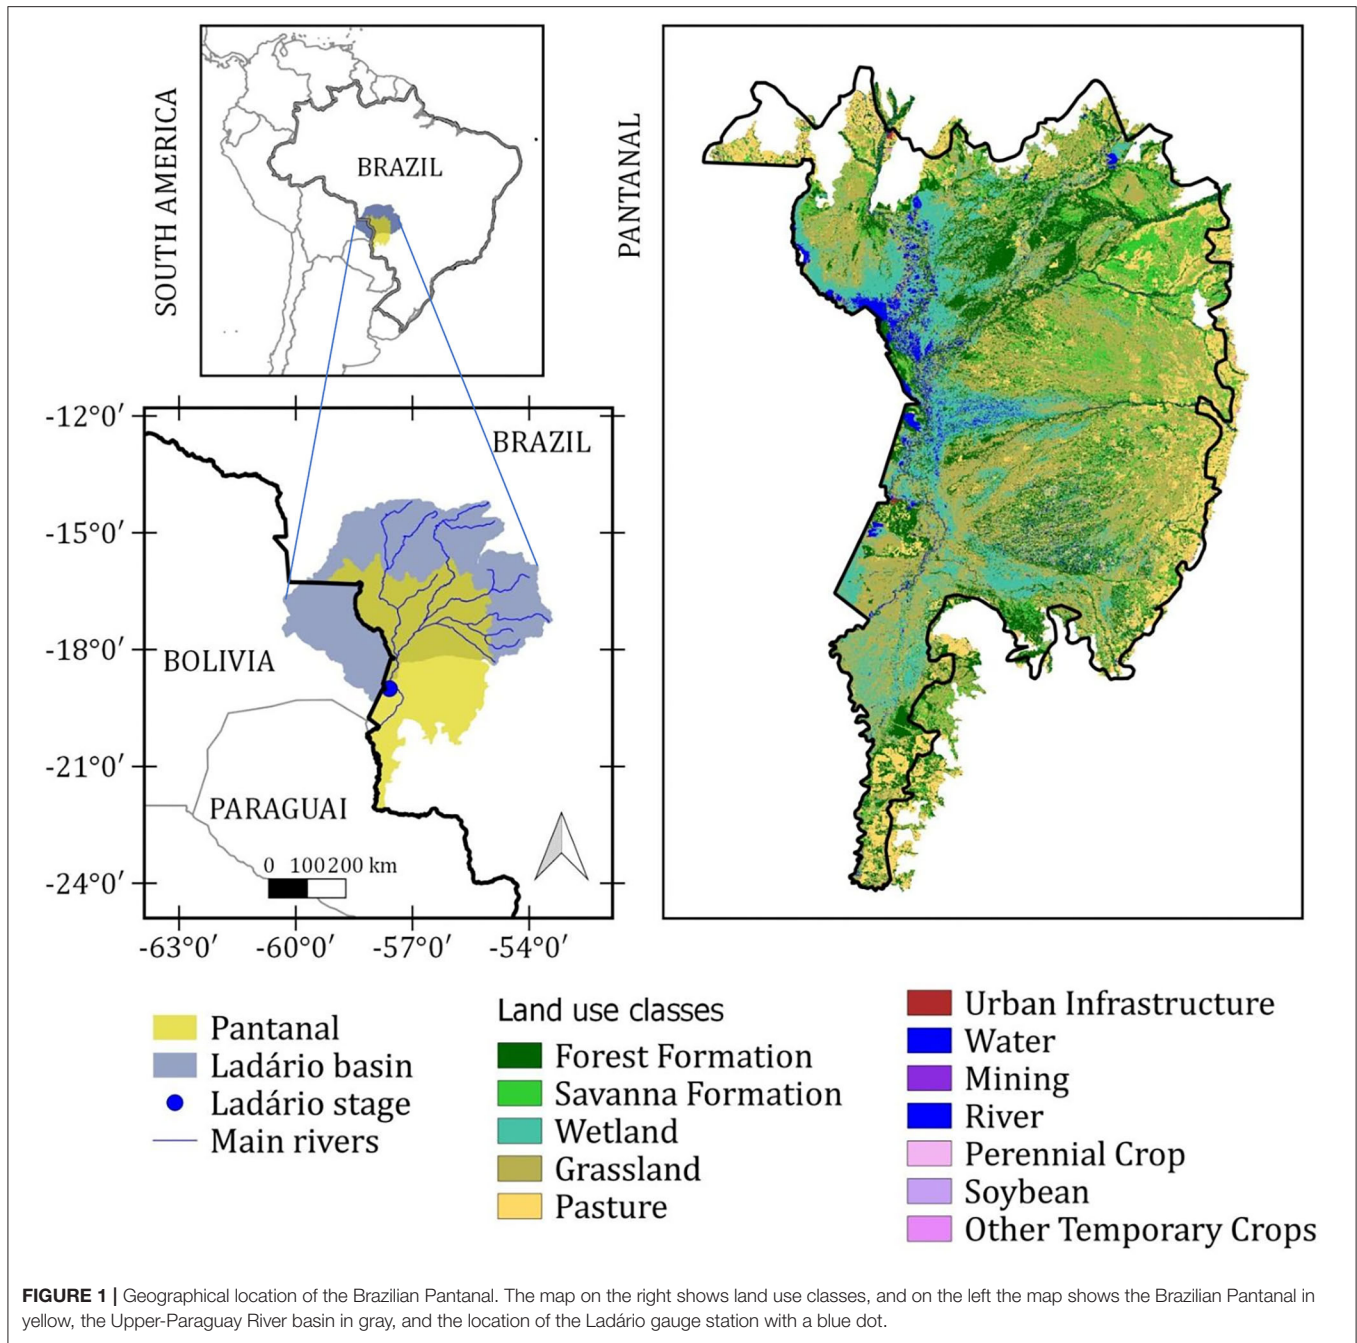 SOUTH AMERICA
BRAZIL
PANTANAL
-12°0′
-15°0′
-18°0′
-21°0′
-24°0′
BRAZIL
BOLIVIA
PARAGUAI
0 100 200 km
-63°0′ -60°0′ -57°0′ -54°0′
Pantanal
Ladário basin
Ladário stage
Main rivers
Land use classes
Forest Formation
Savanna Formation
Wetland
Grassland
Pasture
Urban Infrastructure
Water
Mining
River
Perennial Crop
Soybean
Other Temporary Crops
FIGURE 1 | Geographical location of the Brazilian Pantanal. The map on the right shows land use classes, and on the left the map shows the Brazilian Pantanal in
yellow, the Upper-Paraguay River basin in gray, and the location of the Ladário gauge station with a blue dot.